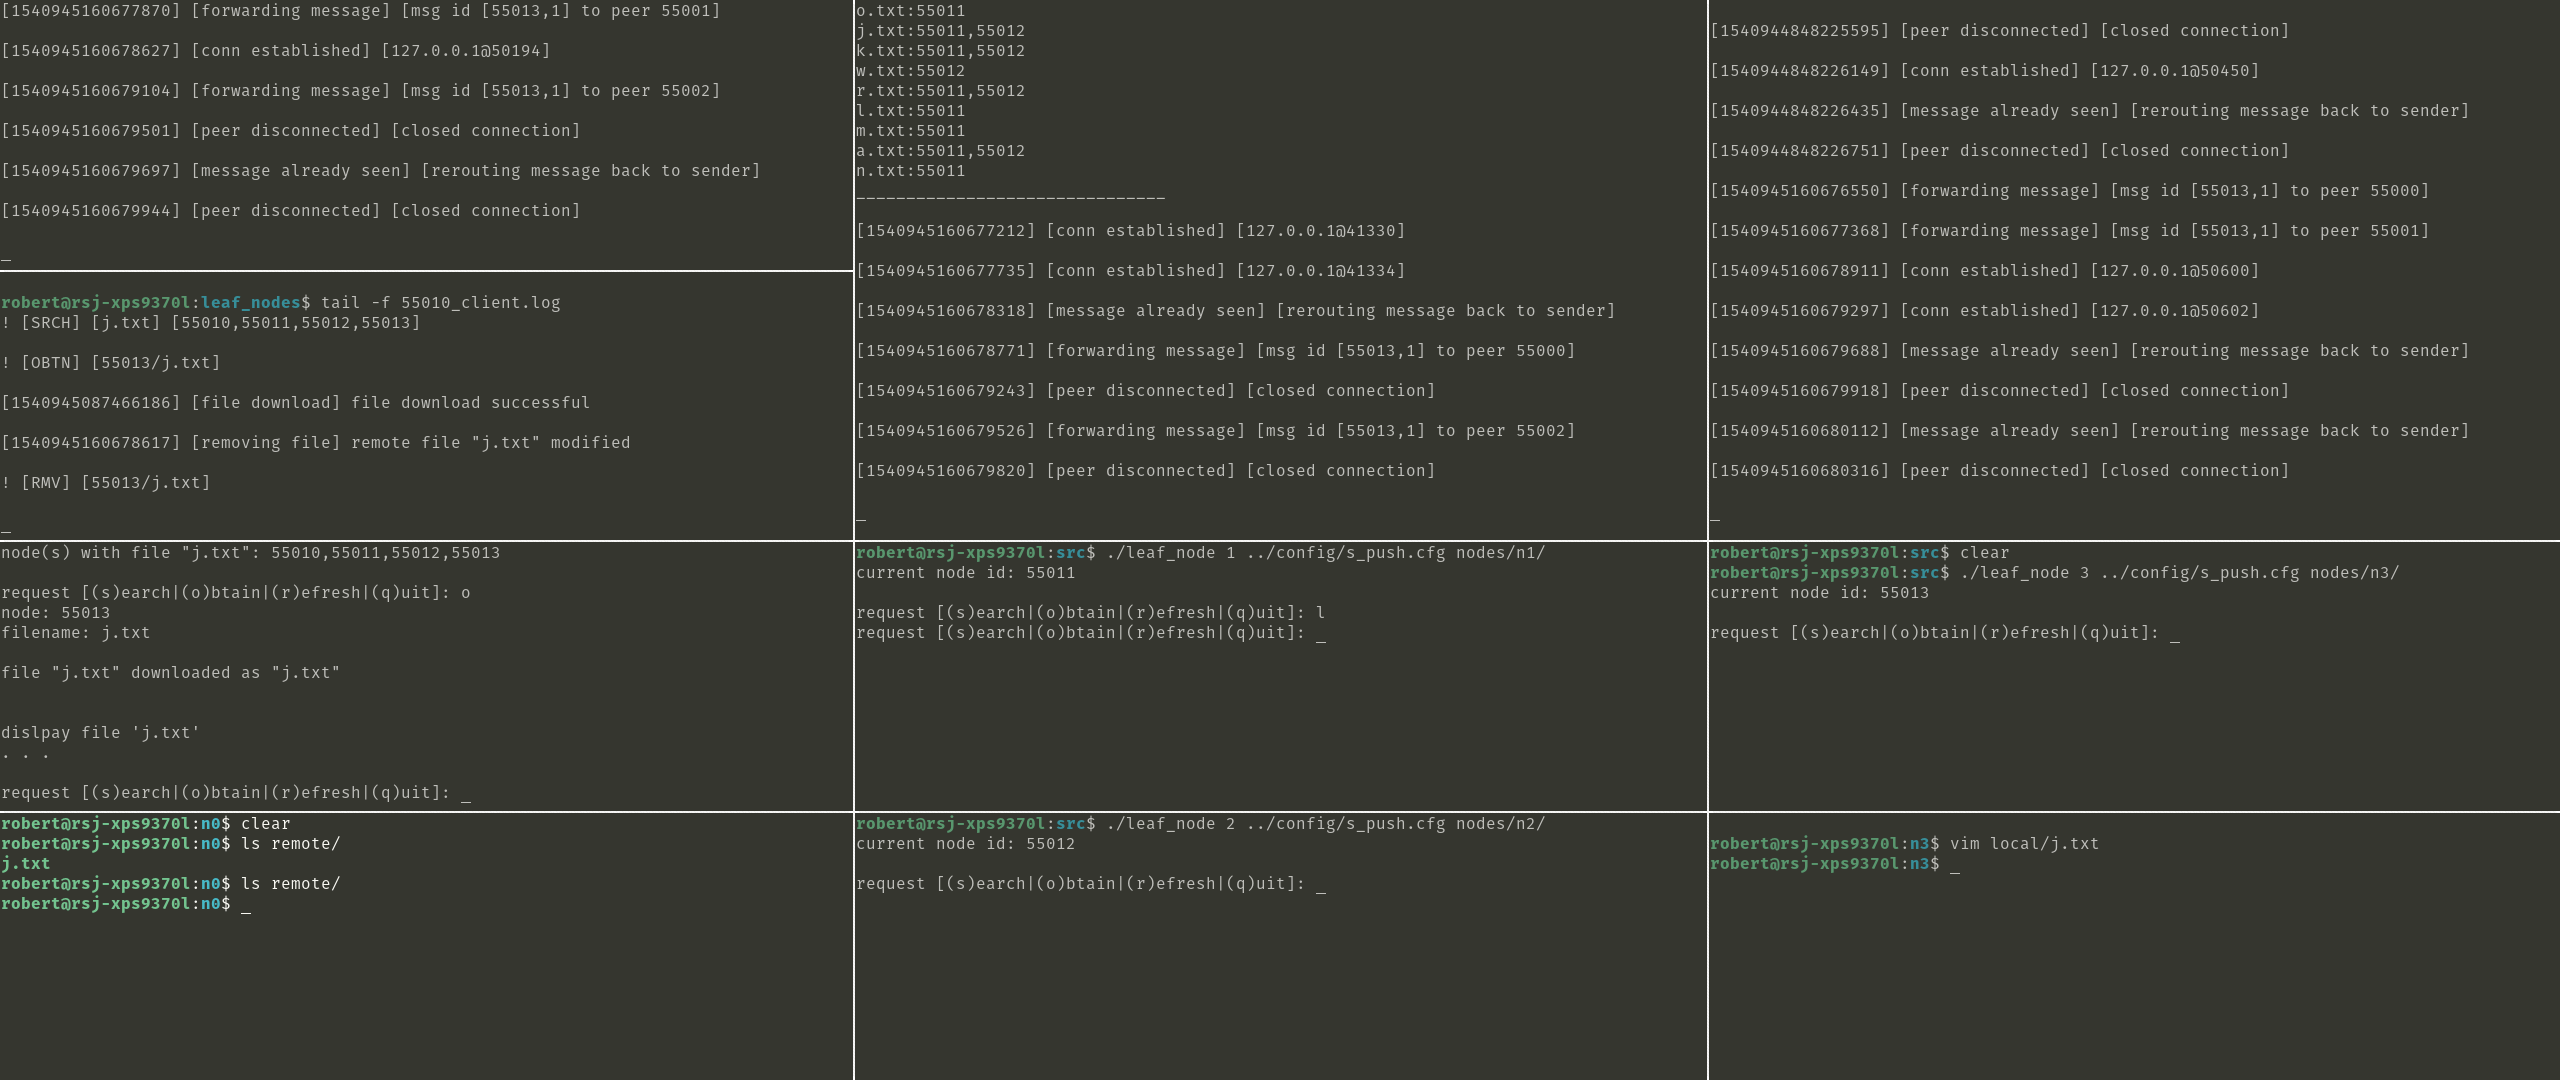 [1540945160677870] [forwarding message] [msg id [55013,1] to peer 55001]
[1540945160678627] [conn established] [127.0.0.1@50194]
[1540945160679104] [forwarding message] [msg id [55013,1] to peer 55002]
[1540945160679501] [peer disconnected] [closed connection]
[1540945160679697] [message already seen] [rerouting message back to sender]
[1540945160679944] [peer disconnected] [closed connection]
_
robert@rsj-xps9370l:leaf_nodes$ tail -f 55010_client.log
! [SRCH] [j.txt] [55010,55011,55012,55013]
! [OBTN] [55013/j.txt]
[1540945087466186] [file download] file download successful
[1540945160678617] [removing file] remote file "j.txt" modified
! [RMV] [55013/j.txt]
_
node(s) with file "j.txt": 55010,55011,55012,55013
request [(s)earch|(o)btain|(r)efresh|(q)uit]: o
node: 55013
filename: j.txt
file "j.txt" downloaded as "j.txt"
dislpay file 'j.txt'
. . .
request [(s)earch|(o)btain|(r)efresh|(q)uit]: _
robert@rsj-xps9370l:n0$ clear
robert@rsj-xps9370l:n0$ ls remote/
j.txt
robert@rsj-xps9370l:n0$ ls remote/
robert@rsj-xps9370l:n0$ _
o.txt:55011
j.txt:55011,55012
k.txt:55011,55012
w.txt:55012
r.txt:55011,55012
l.txt:55011
m.txt:55011
a.txt:55011,55012
n.txt:55011
_______________________________
[1540945160677212] [conn established] [127.0.0.1@41330]
[1540945160677735] [conn established] [127.0.0.1@41334]
[1540945160678318] [message already seen] [rerouting message back to sender]
[1540945160678771] [forwarding message] [msg id [55013,1] to peer 55000]
[1540945160679243] [peer disconnected] [closed connection]
[1540945160679526] [forwarding message] [msg id [55013,1] to peer 55002]
[1540945160679820] [peer disconnected] [closed connection]
_
robert@rsj-xps9370l:src$ ./leaf_node 1 ../config/s_push.cfg nodes/n1/
current node id: 55011
request [(s)earch|(o)btain|(r)efresh|(q)uit]: l
request [(s)earch|(o)btain|(r)efresh|(q)uit]: _
robert@rsj-xps9370l:src$ ./leaf_node 2 ../config/s_push.cfg nodes/n2/
current node id: 55012
request [(s)earch|(o)btain|(r)efresh|(q)uit]: _
[1540944848225595] [peer disconnected] [closed connection]
[1540944848226149] [conn established] [127.0.0.1@50450]
[1540944848226435] [message already seen] [rerouting message back to sender]
[1540944848226751] [peer disconnected] [closed connection]
[1540945160676550] [forwarding message] [msg id [55013,1] to peer 55000]
[1540945160677368] [forwarding message] [msg id [55013,1] to peer 55001]
[1540945160678911] [conn established] [127.0.0.1@50600]
[1540945160679297] [conn established] [127.0.0.1@50602]
[1540945160679688] [message already seen] [rerouting message back to sender]
[1540945160679918] [peer disconnected] [closed connection]
[1540945160680112] [message already seen] [rerouting message back to sender]
[1540945160680316] [peer disconnected] [closed connection]
_
robert@rsj-xps9370l:src$ clear
robert@rsj-xps9370l:src$ ./leaf_node 3 ../config/s_push.cfg nodes/n3/
current node id: 55013
request [(s)earch|(o)btain|(r)efresh|(q)uit]: _
robert@rsj-xps9370l:n3$ vim local/j.txt
robert@rsj-xps9370l:n3$ _